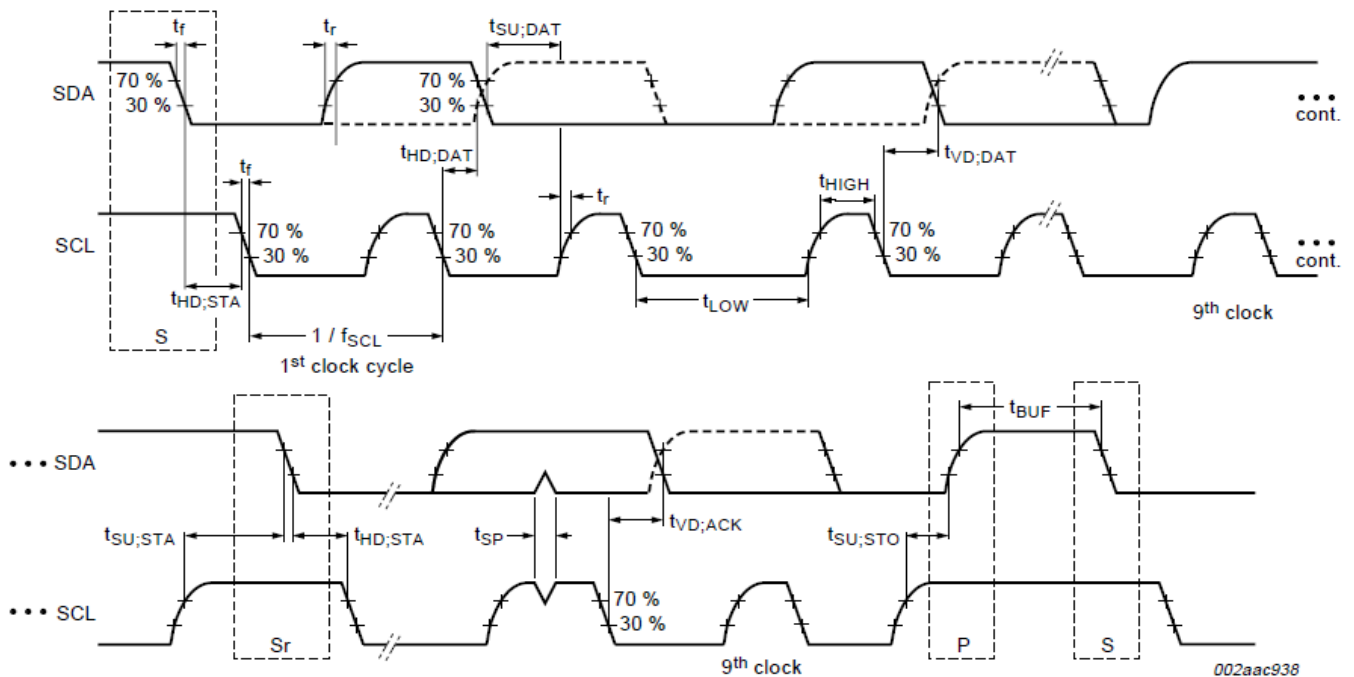 tf tr tSU;DAT
70 % 70 %
SDA 30 % 30 % • • •
cont.
tHD;DAT tVD;DAT
tf tr tHIGH
70 % 70 % 70 % 70 %
SCL 30 % 30 % 30 % 30 % • • •
cont.
tHD;STA tLOW
S 1 / fSCL 9th clock
1st clock cycle
tBUF
• • • SDA
tSU;STA tHD;STA tSP tVD;ACK tSU;STO
70 %
• • • SCL 30 %
Sr P S
9th clock
002aac938